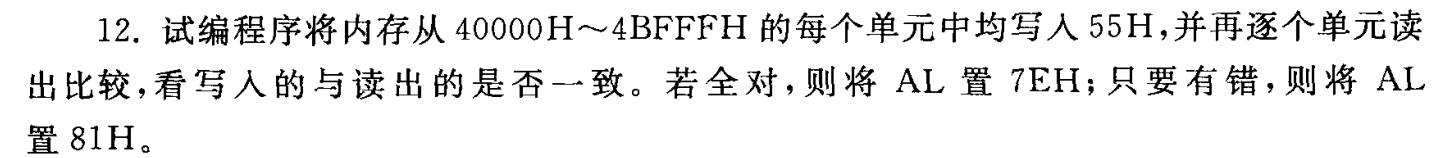 12. 试编程序将内存从 40000H～4BFFFH 的每个单元中均写入 55H,并再逐个单元读
出比较,看写入的与读出的是否一致。若全对,则将 AL 置 7EH;只要有错,则将 AL
置 81H。